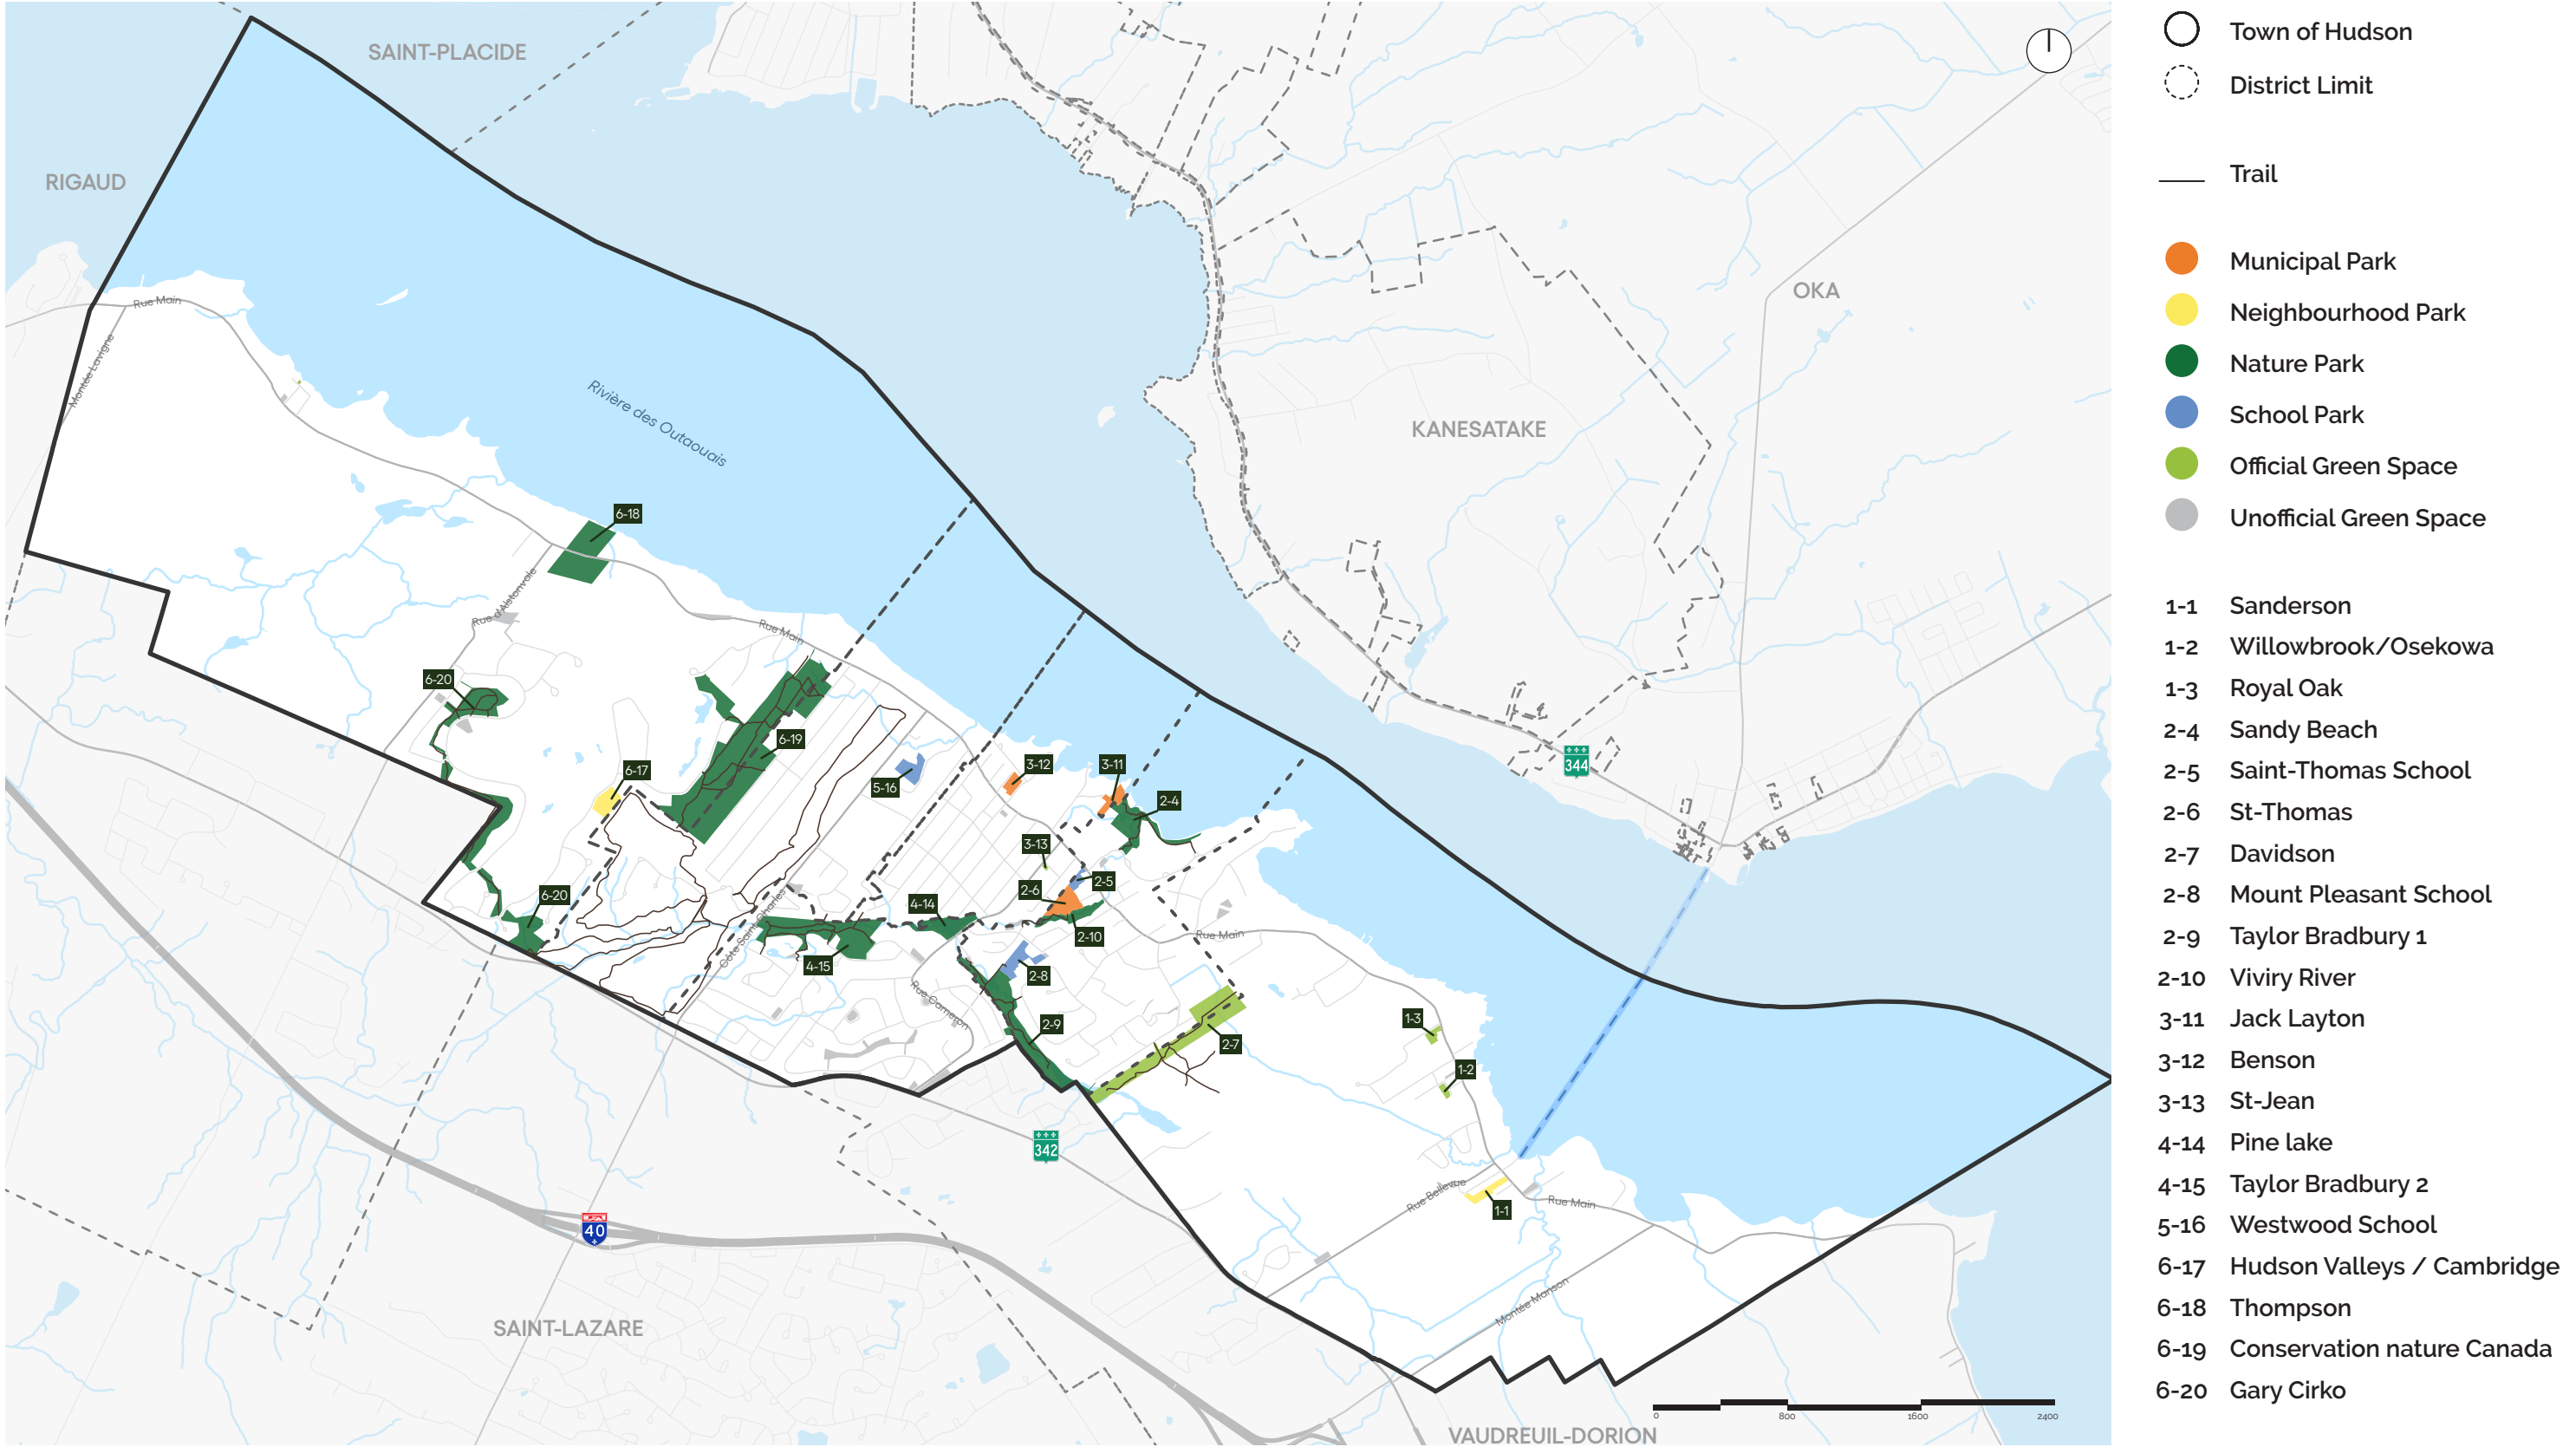 SAINT-PLACIDE
RIGAUD
Rue Main
Montée Lavigne
Rivière des Outaouais
OKA
KANESATAKE
6-18
Rue d'Alstonvale
Rue Main
6-20
6-19
6-17
5-16
3-12
3-11
2-4
344
3-13
2-5
2-6
4-14
6-20
2-10
Côte Saint-Charles
4-15
Rue Main
2-8
Rue Cameron
2-9
2-7
1-3
1-2
342
Rue Bellevue
Rue Main
1-1
40
Montée Manson
SAINT-LAZARE
VAUDREUIL-DORION
0 800 1600 2400
Town of Hudson
District Limit
Trail
Municipal Park
Neighbourhood Park
Nature Park
School Park
Official Green Space
Unofficial Green Space
1-1 Sanderson
1-2 Willowbrook/Osekowa
1-3 Royal Oak
2-4 Sandy Beach
2-5 Saint-Thomas School
2-6 St-Thomas
2-7 Davidson
2-8 Mount Pleasant School
2-9 Taylor Bradbury 1
2-10 Viviry River
3-11 Jack Layton
3-12 Benson
3-13 St-Jean
4-14 Pine lake
4-15 Taylor Bradbury 2
5-16 Westwood School
6-17 Hudson Valleys / Cambridge
6-18 Thompson
6-19 Conservation nature Canada
6-20 Gary Cirko